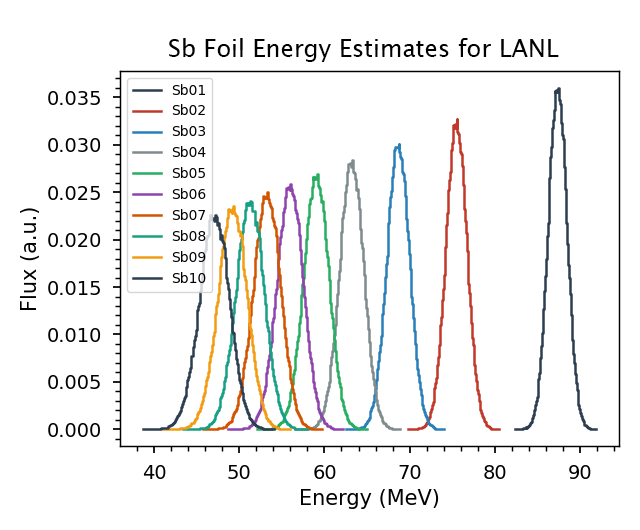 Sb Foil Energy Estimates for LANL
Flux (a.u.)
0.035
0.030
0.025
0.020
0.015
0.010
0.005
0.000
Sb01
Sb02
Sb03
Sb04
Sb05
Sb06
Sb07
Sb08
Sb09
Sb10
40 50 60 70 80 90
Energy (MeV)